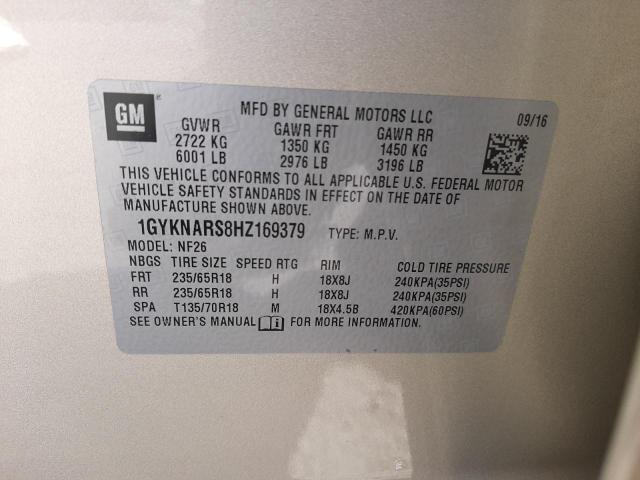 GM
MFD BY GENERAL MOTORS LLC 09/16
GVWR GAWR FRT GAWR RR
2722 KG 1350 KG 1450 KG
6001 LB 2976 LB 3196 LB
THIS VEHICLE CONFORMS TO ALL APPLICABLE U.S. FEDERAL MOTOR
VEHICLE SAFETY STANDARDS IN EFFECT ON THE DATE OF
MANUFACTURE SHOWN ABOVE.
1GYKNARS8HZ169379 TYPE: M.P.V.
MODEL: NF26
NBGS TIRE SIZE SPEED RTG RIM COLD TIRE PRESSURE
FRT 235/65R18 H 18X8J 240KPA(35PSI)
RR 235/65R18 H 18X8J 240KPA(35PSI)
SPA T135/70R18 M 18X4.5B 420KPA(60PSI)
SEE OWNER'S MANUAL FOR MORE INFORMATION.